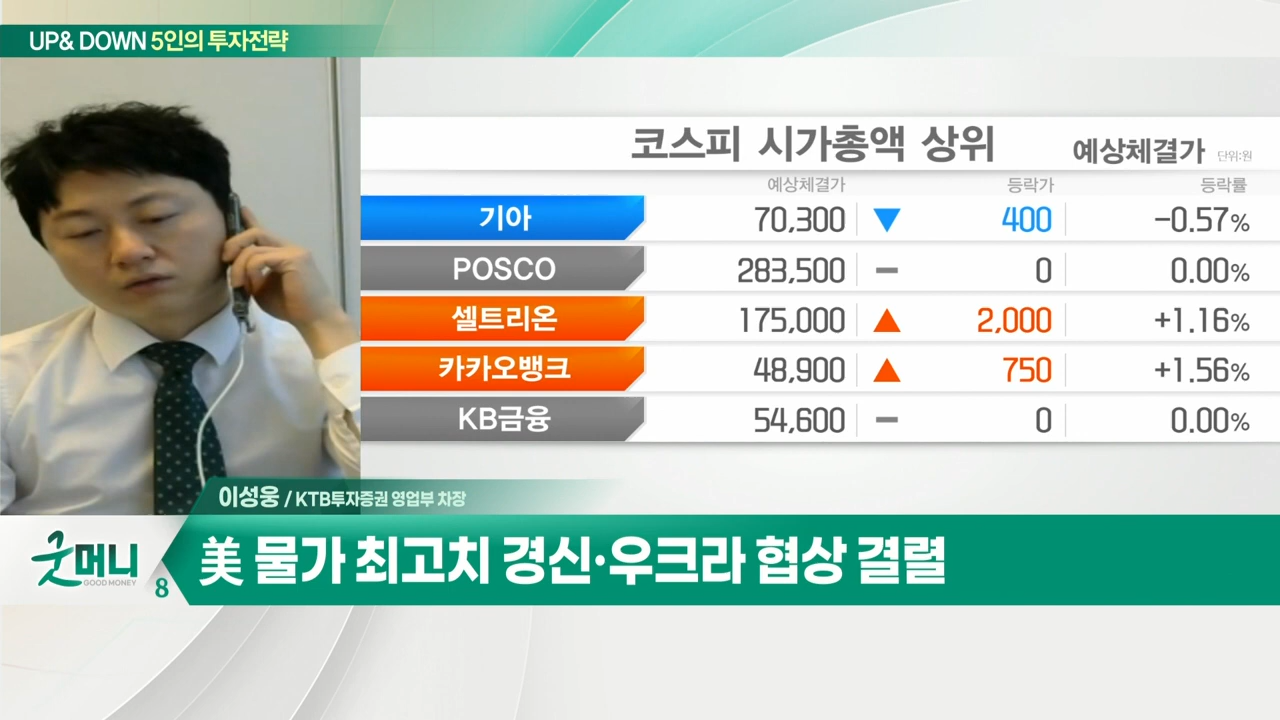 UP& DOWN 5인의 투자전략
코스피 시가총액 상위 예상체결가 단위:원
예상체결가 등락가 등락률
기아 70,300 ▼ 400 -0.57%
POSCO 283,500 - 0 0.00%
셀트리온 175,000 ▲ 2,000 +1.16%
카카오뱅크 48,900 ▲ 750 +1.56%
KB금융 54,600 - 0 0.00%
이성웅 / KTB투자증권 영업부 차장
굿머니 美 물가 최고치 경신·우크라 협상 결렬
GOOD MONEY
8